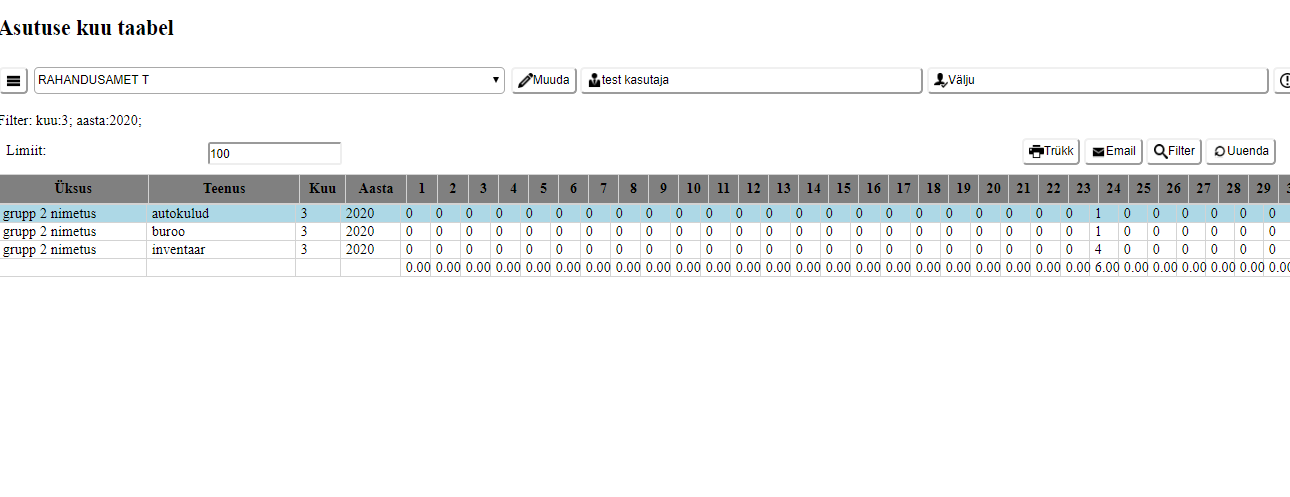 Asutuse kuu taabel
RAHANDUSAMET T Muuda test kasutaja Välju
Filter: kuu:3; aasta:2020;
Limiit: 100 Trükk Email Filter Uuenda
Üksus Teenus Kuu Aasta 1 2 3 4 5 6 7 8 9 10 11 12 13 14 15 16 17 18 19 20 21 22 23 24 25 26 27 28 29
grupp 2 nimetus autokulud 3 2020 0 0 0 0 0 0 0 0 0 0 0 0 0 0 0 0 0 0 0 0 0 0 0 1 0 0 0 0 0
grupp 2 nimetus buroo 3 2020 0 0 0 0 0 0 0 0 0 0 0 0 0 0 0 0 0 0 0 0 0 0 0 1 0 0 0 0 0
grupp 2 nimetus inventaar 3 2020 0 0 0 0 0 0 0 0 0 0 0 0 0 0 0 0 0 0 0 0 0 0 0 4 0 0 0 0 0
0.00 0.00 0.00 0.00 0.00 0.00 0.00 0.00 0.00 0.00 0.00 0.00 0.00 0.00 0.00 0.00 0.00 0.00 0.00 0.00 0.00 0.00 0.00 6.00 0.00 0.00 0.00 0.00 0.00